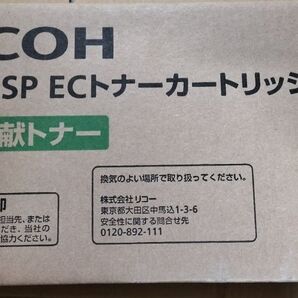 COH
SP ECトナーカートリッジ
献トナー
換気のよい場所で取り扱ってください。
株式会社リコー
東京都大田区中馬込1-3-6
安全性に関する問合せ先
0120-892-111
担当先、または
協力ください。